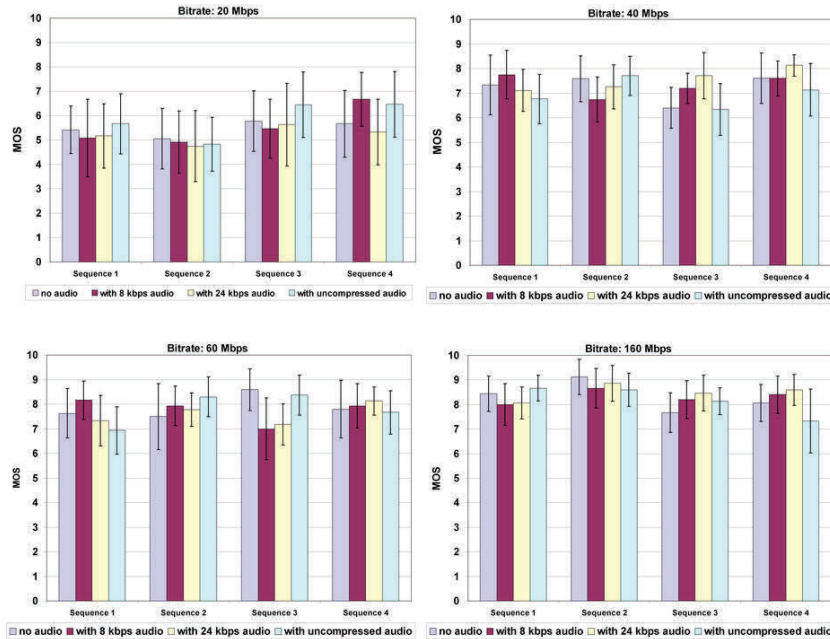 Bitrate: 20 Mbps
MOS
10
9
8
7
6
5
4
3
2
1
0
Sequence 1 Sequence 2 Sequence 3 Sequence 4
no audio with 8 kbps audio with 24 kbps audio with uncompressed audio
Bitrate: 40 Mbps
MOS
10
9
8
7
6
5
4
3
2
1
0
Sequence 1 Sequence 2 Sequence 3 Sequence 4
no audio with 8 kbps audio with 24 kbps audio with uncompressed audio
Bitrate: 60 Mbps
MOS
10
9
8
7
6
5
4
3
2
1
0
Sequence 1 Sequence 2 Sequence 3 Sequence 4
no audio with 8 kbps audio with 24 kbps audio with uncompressed audio
Bitrate: 160 Mbps
MOS
10
9
8
7
6
5
4
3
2
1
0
Sequence 1 Sequence 2 Sequence 3 Sequence 4
no audio with 8 kbps audio with 24 kbps audio with uncompressed audio